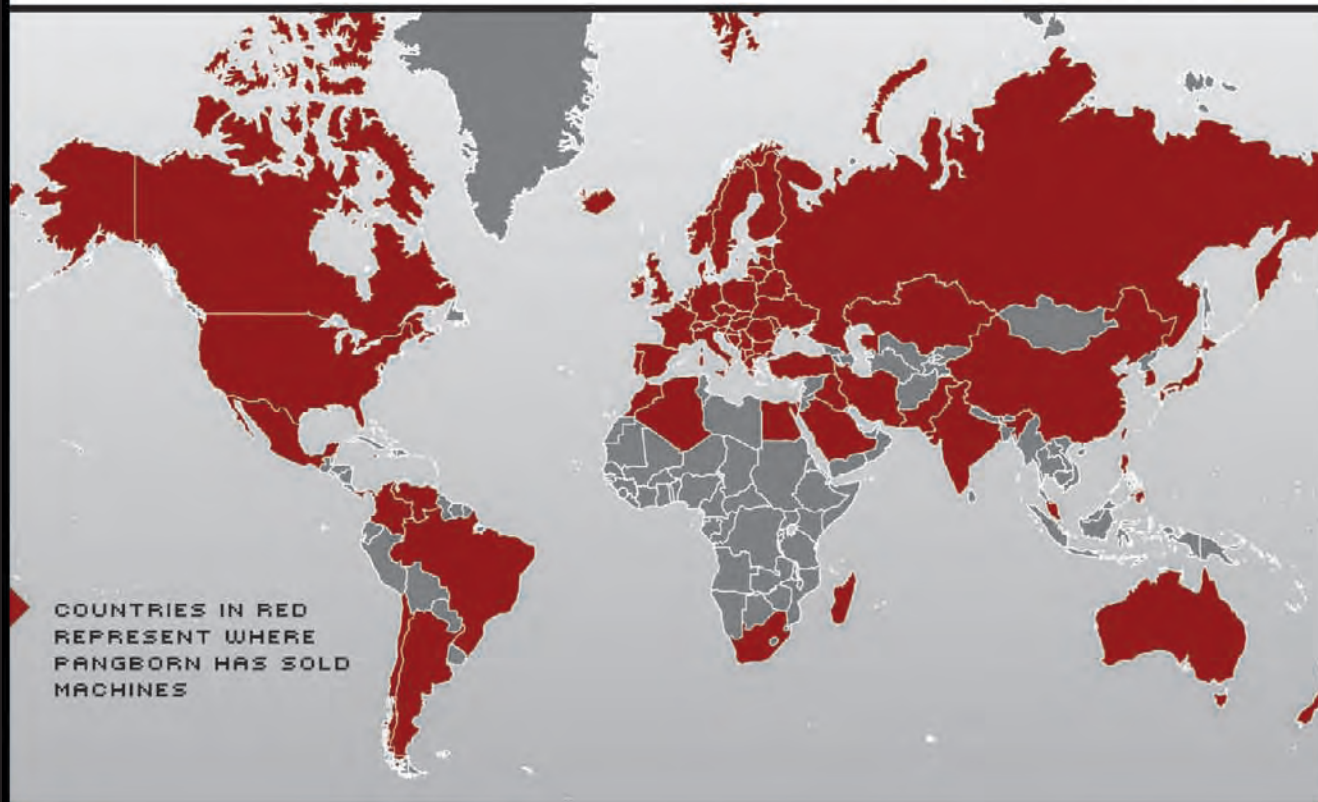 COUNTRIES IN RED
REPRESENT WHERE
PANGBORN HAS SOLD
MACHINES